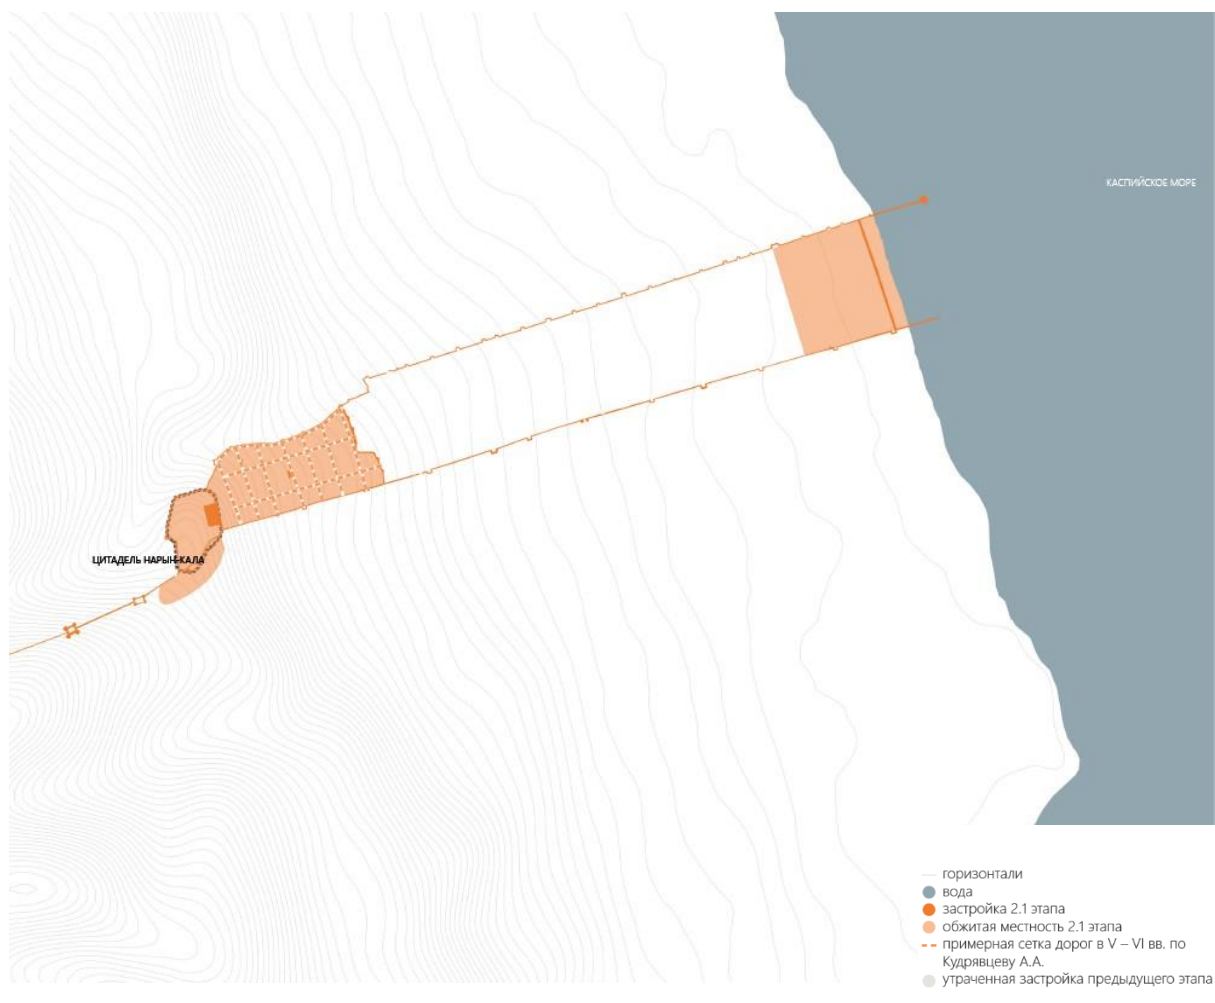 КАСПИЙСКОЕ МОРЕ
ЦИТАДЕЛЬ НАРЫН-КАЛА
горизонтали
вода
застройка 2.1 этапа
обжитая местность 2.1 этапа
примерная сетка дорог в V – VI вв. по
Кудрявцеву А.А.
утраченная застройка предыдущего этапа